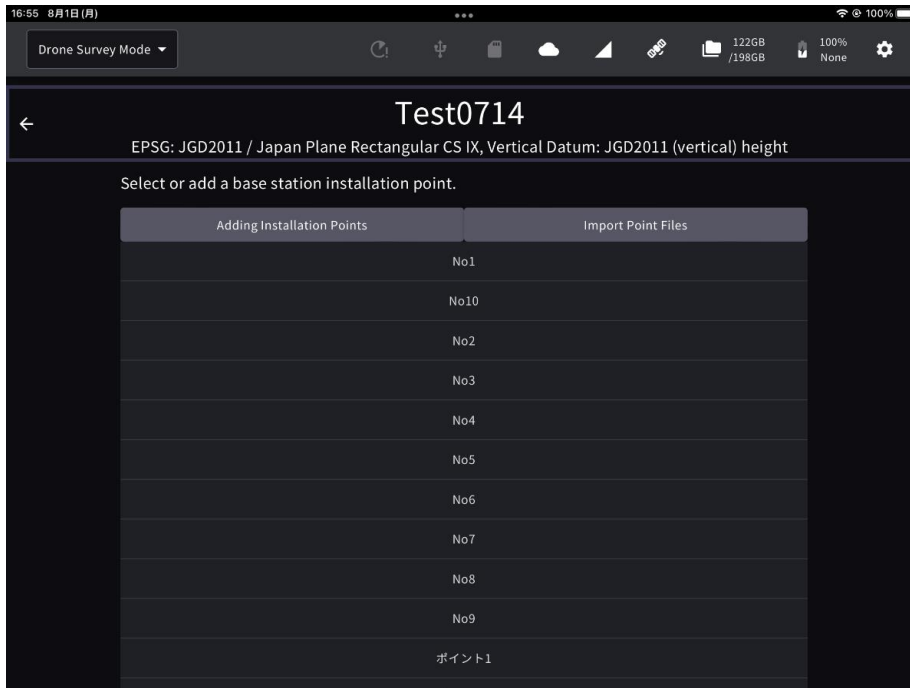 16:55 8月1日(月) 100%
Drone Survey Mode 122GB /198GB 100% None
Test0714
EPSG: JGD2011 / Japan Plane Rectangular CS IX, Vertical Datum: JGD2011 (vertical) height
Select or add a base station installation point.
Adding Installation Points Import Point Files
No1
No10
No2
No3
No4
No5
No6
No7
No8
No9
ポイント1